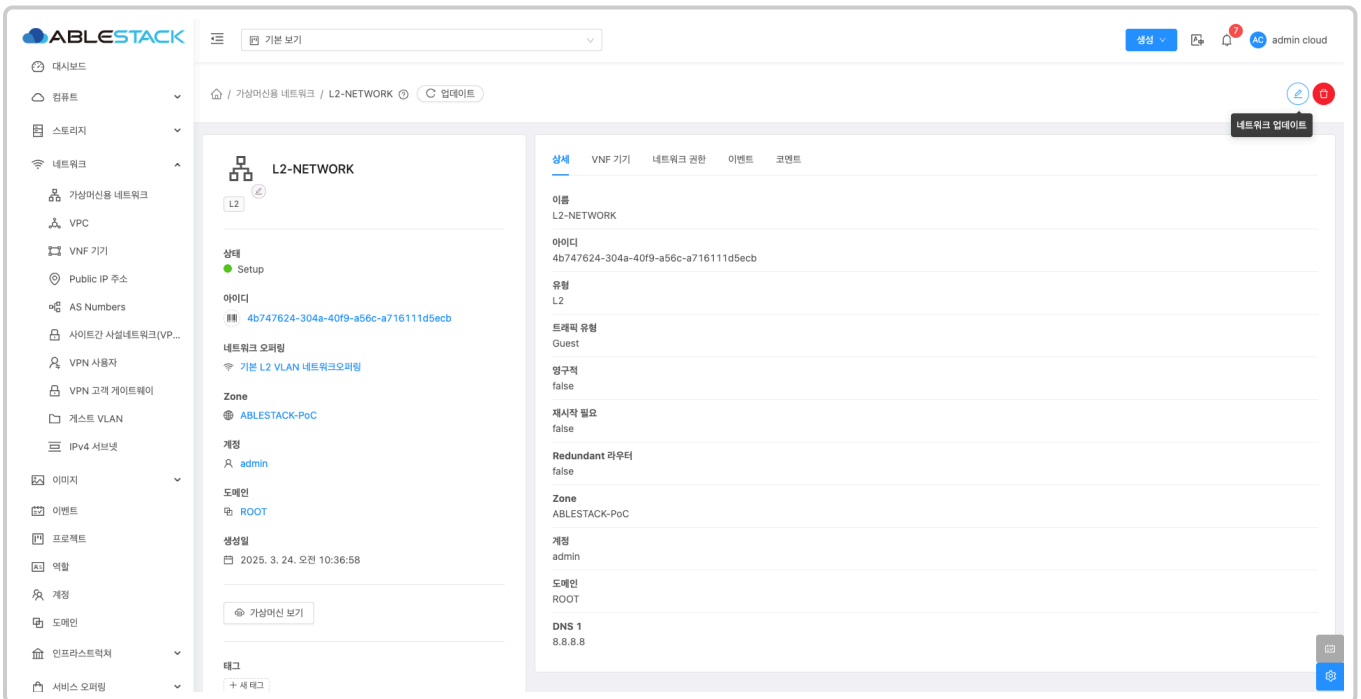 ABLESTACK
기본 보기
생성
7
AC
admin cloud
대시보드
컴퓨트
스토리지
네트워크
가상머신용 네트워크
VPC
VNF 기기
Public IP 주소
AS Numbers
사이트간 사설네트워크(VP...
VPN 사용자
VPN 고객 게이트웨이
게스트 VLAN
IPv4 서브넷
이미지
이벤트
프로젝트
역할
계정
도메인
인프라스트럭쳐
서비스 오퍼링
/ 가상머신용 네트워크 / L2-NETWORK
업데이트
네트워크 업데이트
L2-NETWORK
L2
상태
Setup
아이디
4b747624-304a-40f9-a56c-a716111d5ecb
네트워크 오퍼링
기본 L2 VLAN 네트워크오퍼링
Zone
ABLESTACK-PoC
계정
admin
도메인
ROOT
생성일
2025. 3. 24. 오전 10:36:58
가상머신 보기
태그
+ 새 태그
상세 VNF 기기 네트워크 권한 이벤트 코멘트
이름
L2-NETWORK
아이디
4b747624-304a-40f9-a56c-a716111d5ecb
유형
L2
트래픽 유형
Guest
영구적
false
재시작 필요
false
Redundant 라우터
false
Zone
ABLESTACK-PoC
계정
admin
도메인
ROOT
DNS 1
8.8.8.8